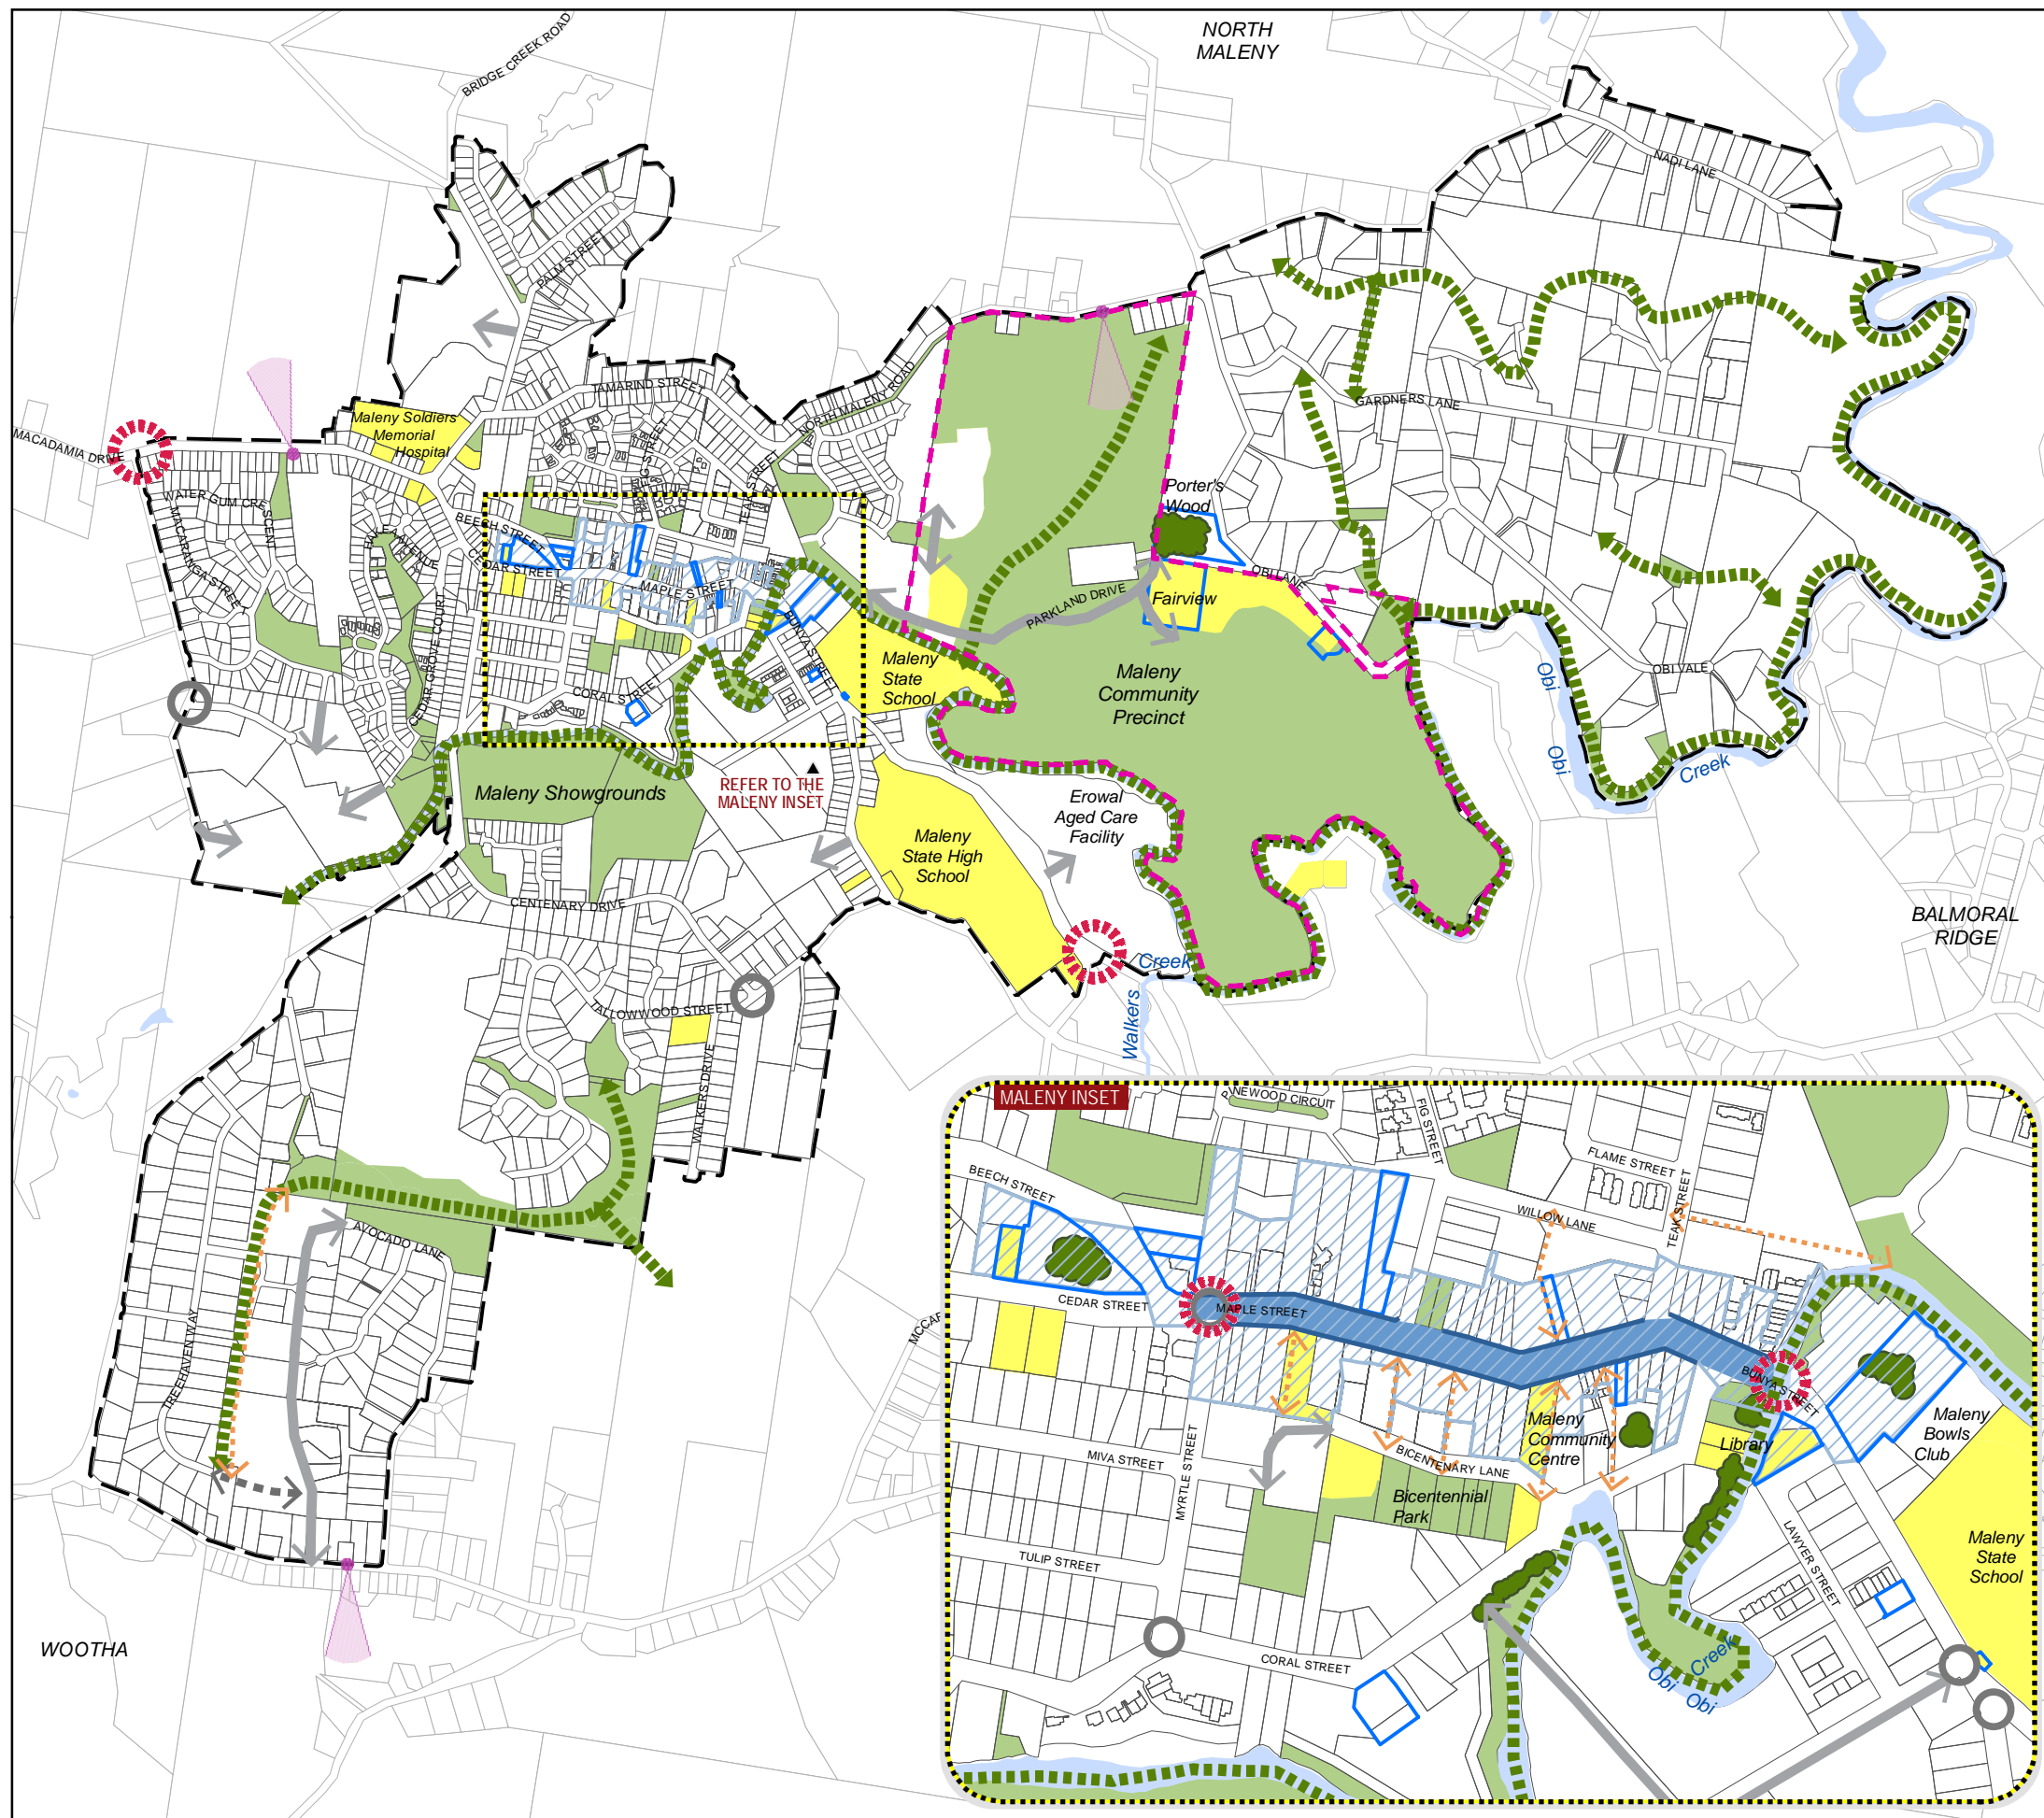 NORTH
MALENY
BRIDGE CREEK ROAD
NADI LANE
PALM STREET
TAMARIND STREET
NORTH MALENY ROAD
GARDNERS LANE
Maleny Soldiers
Memorial
Hospital
MACADAMIA DRIVE
WATER GUM CRESCENT
MACARANGA STREET
CEDAR GROVE COURT
BEECH STREET
CEDAR STREET
MAPLE STREET
TEAK STREET
BUNYA STREET
CORAL STREET
Porter's
Wood
OBI LANE
Fairview
PARKLAND DRIVE
Maleny
State
School
Maleny
Community
Precinct
OBI VALE
Obi
Obi
Creek
Maleny Showgrounds
REFER TO THE
MALENY INSET
Erowal
Aged Care
Facility
Maleny
State High
School
CENTENARY DRIVE
BALMORAL
RIDGE
Creek
Walkers
TALLOWWOOD STREET
WALKERS DRIVE
AVOCADO LANE
TREEHAVEN WAY
WOOTHA
MALENY INSET
FIG STREET
FLAME STREET
BEECH STREET
WILLOW LANE
TEAK STREET
CEDAR STREET
MAPLE STREET
BUNYA STREET
Maleny
Bowls
Club
Maleny
Community
Centre
Library
MIVA STREET
MYRTLE STREET
BICENTENARY LANE
Bicentennial
Park
TULIP STREET
LAWYER STREET
Maleny
State
School
CORAL STREET
Creek
Obi Obi